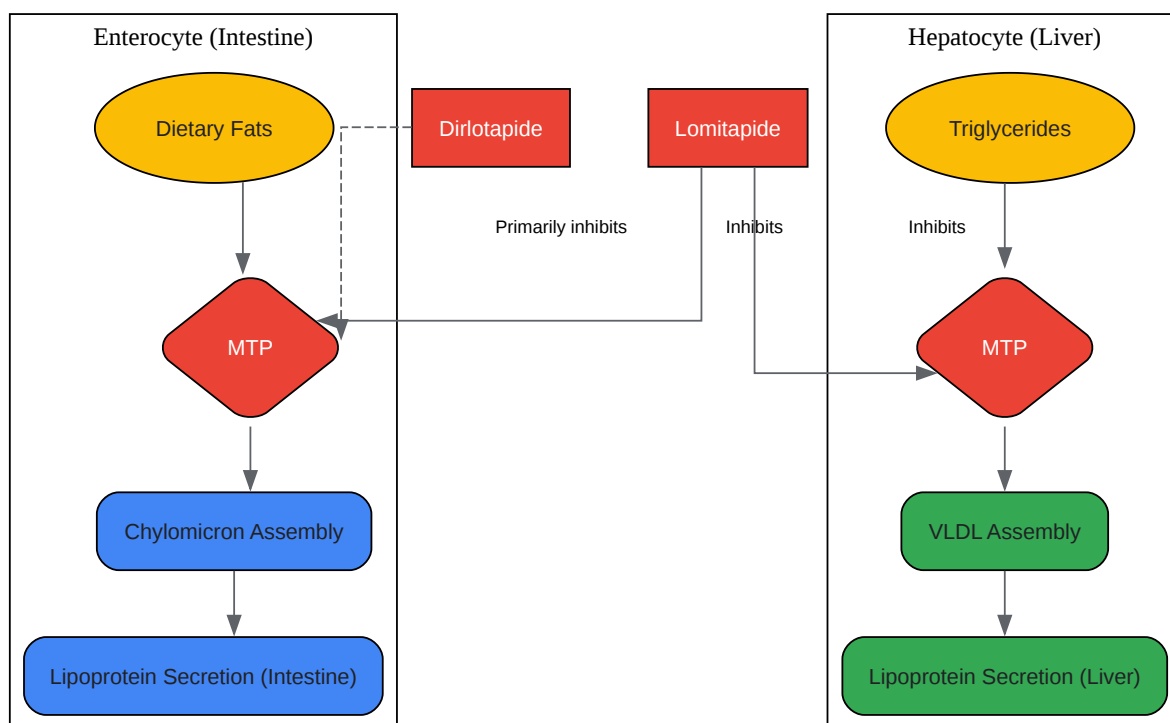 Enterocyte (Intestine)
Hepatocyte (Liver)
Dietary Fats
Dirlotapide
Lomitapide
Triglycerides
Primarily inhibits
Inhibits
Inhibits
MTP
MTP
Chylomicron Assembly
VLDL Assembly
Lipoprotein Secretion (Intestine)
Lipoprotein Secretion (Liver)